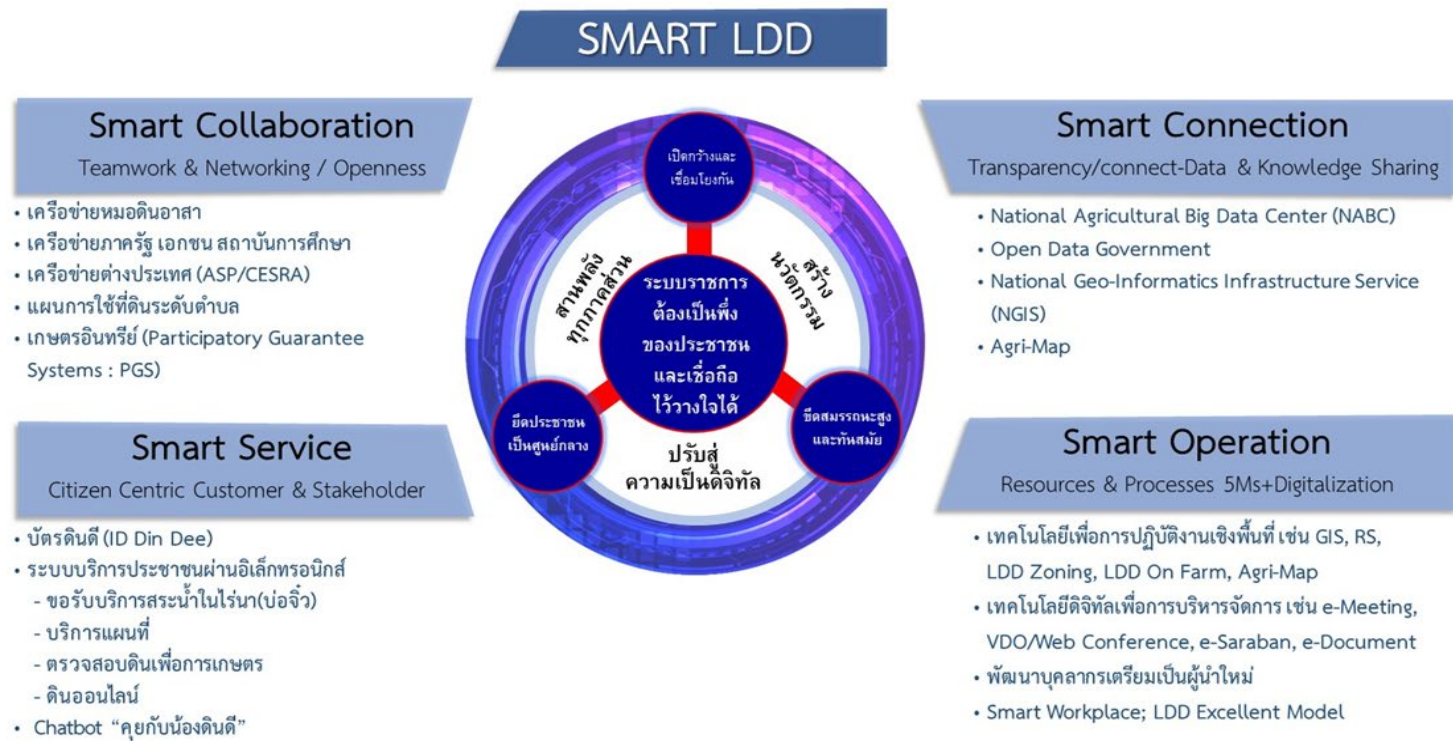 SMART LDD
Smart Collaboration
Teamwork & Networking / Openness
• เครือข่ายหมอดินอาสา
• เครือข่ายภาครัฐ เอกชน สถาบันการศึกษา
• เครือข่ายต่างประเทศ (ASP/CESRA)
• แผนการใช้ที่ดินระดับตำบล
• เกษตรอินทรีย์ (Participatory Guarantee
Systems : PGS)
Smart Connection
Transparency/connect-Data & Knowledge Sharing
• National Agricultural Big Data Center (NABC)
• Open Data Government
• National Geo-Informatics Infrastructure Service
(NGIS)
• Agri-Map
เปิดกว้างและ
เชื่อมโยงกัน
สานพลัง
ทุกภาคส่วน
สร้าง
นวัตกรรม
ระบบราชการ
ต้องเป็นพึ่ง
ของประชาชน
และเชื่อถือ
ไว้วางใจได้
ยึดประชาชน
เป็นศูนย์กลาง
ขีดสมรรถนะสูง
และทันสมัย
ปรับสู่
ความเป็นดิจิทัล
Smart Service
Citizen Centric Customer & Stakeholder
• บัตรดินดี (ID Din Dee)
• ระบบบริการประชาชนผ่านอิเล็กทรอนิกส์
- ขอรับบริการสระน้ำในไร่นา(บ่อจิ๋ว)
- บริการแผนที่
- ตรวจสอบดินเพื่อการเกษตร
- ดินออนไลน์
• Chatbot “คุยกับน้องดินดี”
Smart Operation
Resources & Processes 5Ms+Digitalization
• เทคโนโลยีเพื่อการปฏิบัติงานเชิงพื้นที่ เช่น GIS, RS,
LDD Zoning, LDD On Farm, Agri-Map
• เทคโนโลยีดิจิทัลเพื่อการบริหารจัดการ เช่น e-Meeting,
VDO/Web Conference, e-Saraban, e-Document
• พัฒนาบุคลากรเตรียมเป็นผู้นำใหม่
• Smart Workplace; LDD Excellent Model